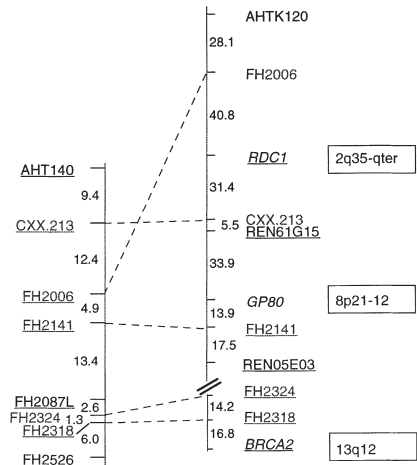 AHTK120
28.1
FH2006
40.8
RDC1 2q35-qter
AHT140
9.4 31.4
CXX.213 CXX.213
5.5
REN61G15
12.4 33.9
FH2006 GP80 8p21-12
4.9 13.9
FH2141 FH2141
17.5
13.4 REN05E03
FH2087L FH2324
2.6 14.2
FH2324 1.3 FH2318
FH2318
6.0 16.8
BRCA2 13q12
FH2526